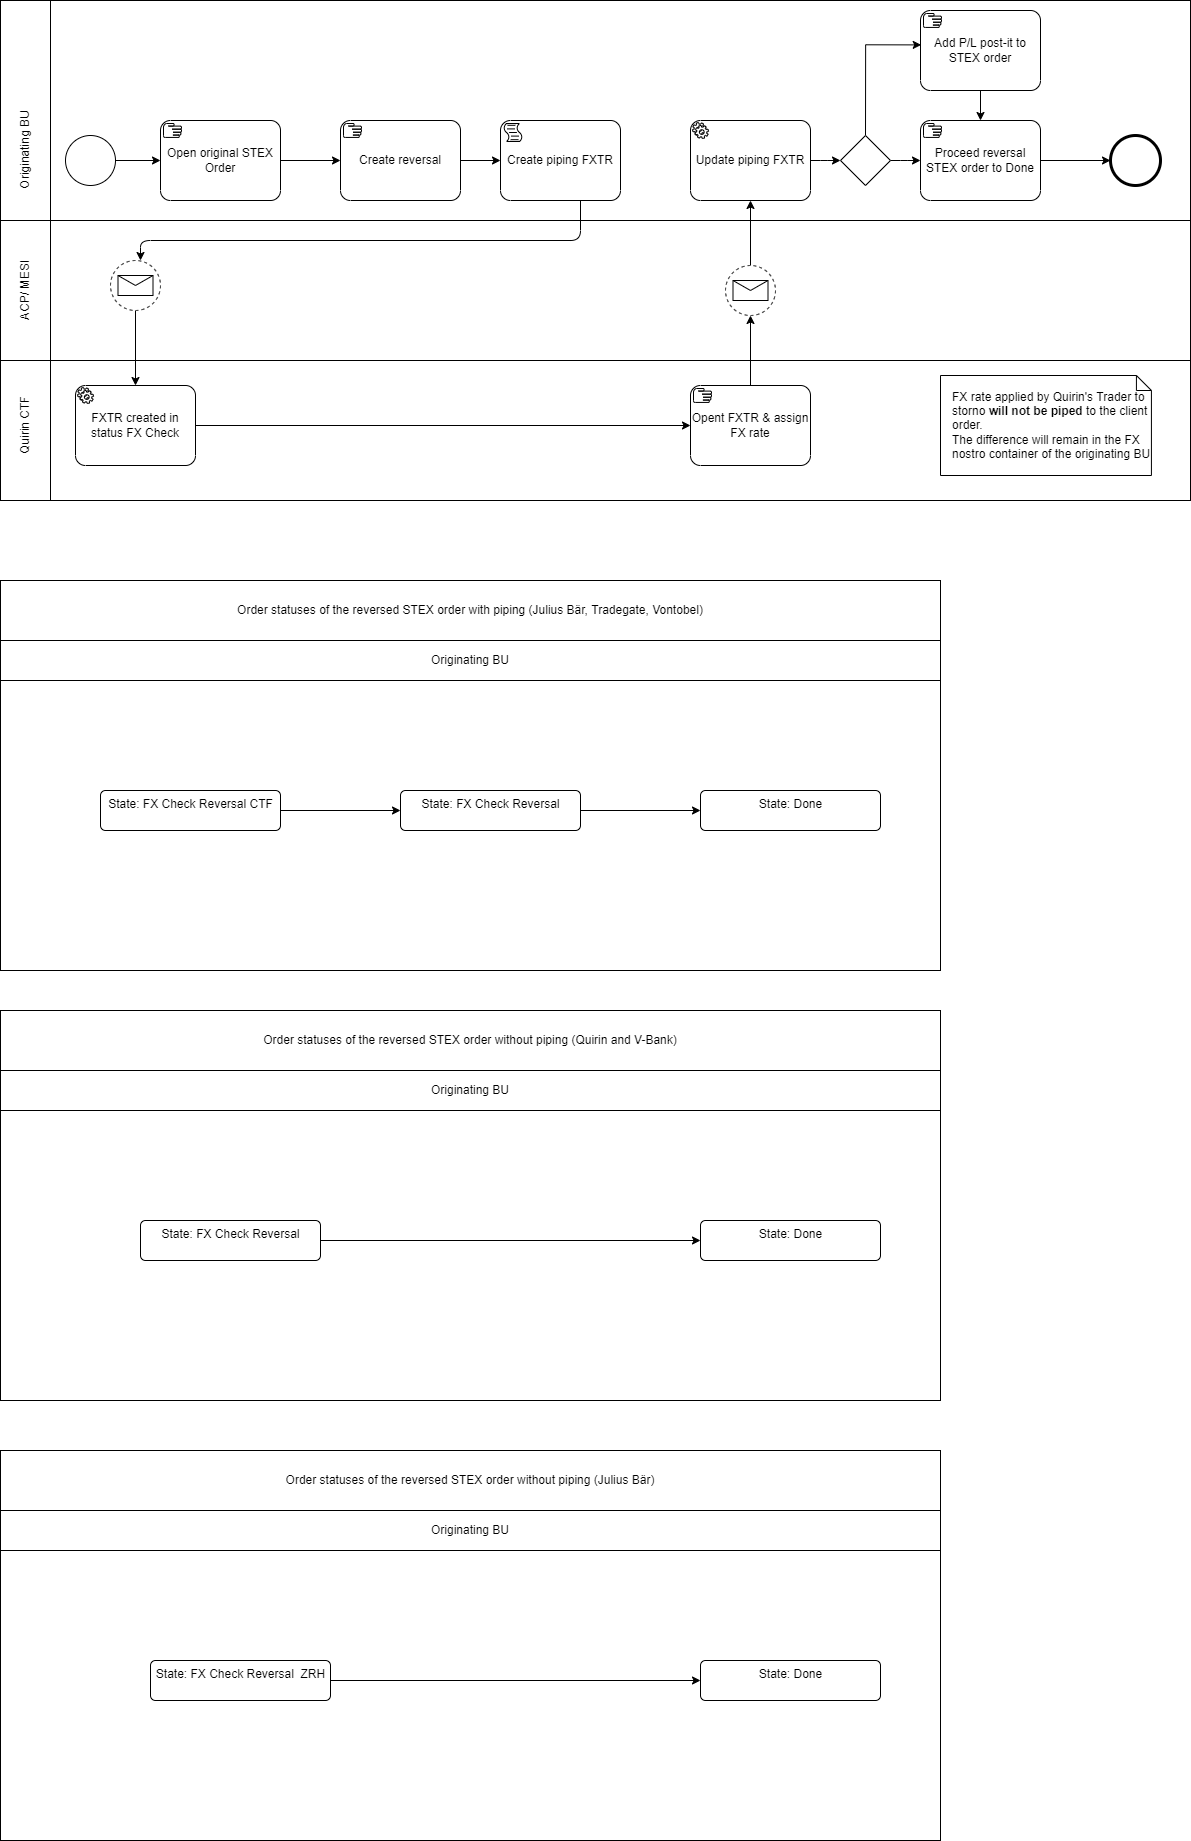 Originating BU
Open original STEX
Order
Create reversal
Create piping FXTR
Update piping FXTR
Add P/L post-it to
STEX order
Proceed reversal
STEX order to Done
ACP/ MESI
Quirin CTF
FXTR created in
status FX Check
Opent FXTR & assign
FX rate
FX rate applied by Quirin's Trader to
storno will not be piped to the client
order.
The difference will remain in the FX
nostro container of the originating BU
Order statuses of the reversed STEX order with piping (Julius Bär, Tradegate, Vontobel)
Originating BU
State: FX Check Reversal CTF
State: FX Check Reversal
State: Done
Order statuses of the reversed STEX order without piping (Quirin and V-Bank)
Originating BU
State: FX Check Reversal
State: Done
Order statuses of the reversed STEX order without piping (Julius Bär)
Originating BU
State: FX Check Reversal  ZRH
State: Done